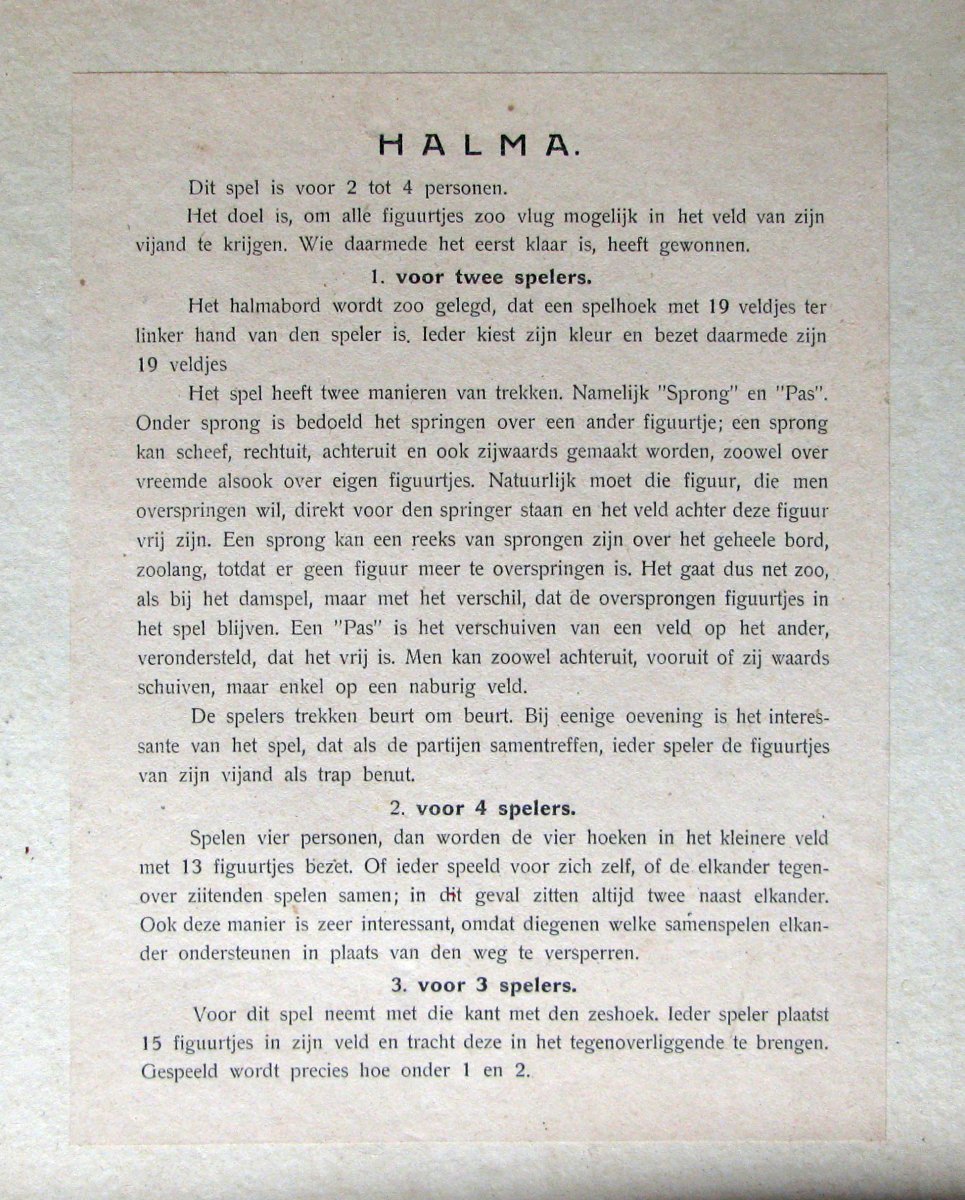 HALMA.
Dit spel is voor 2 tot 4 personen.
Het doel is, om alle figuurtjes zoo vlug mogelijk in het veld van zijn
vijand te krijgen. Wie daarmede het eerst klaar is, heeft gewonnen.
1. voor twee spelers.
Het halmabord wordt zoo gelegd, dat een spelhoek met 19 veldjes ter
linker hand van den speler is. Ieder kiest zijn kleur en bezet daarmede zijn
19 veldjes
Het spel heeft twee manieren van trekken. Namelijk "Sprong" en "Pas".
Onder sprong is bedoeld het springen over een ander figuurtje; een sprong
kan scheef, rechtuit, achteruit en ook zijwaards gemaakt worden, zoowel over
vreemde alsook over eigen figuurtjes. Natuurlijk moet die figuur, die men
overspringen wil, direkt voor den springer staan en het veld achter deze figuur
vrij zijn. Een sprong kan een reeks van sprongen zijn over het geheele bord,
zoolang, totdat er geen figuur meer te overspringen is. Het gaat dus net zoo,
als bij het damspel, maar met het verschil, dat de oversprongen figuurtjes in
het spel blijven. Een "Pas" is het verschuiven van een veld op het ander,
verondersteld, dat het vrij is. Men kan zoowel achteruit, vooruit of zij waards
schuiven, maar enkel op een naburig veld.
De spelers trekken beurt om beurt. Bij eenige oevening is het interes-
sante van het spel, dat als de partijen samentreffen, ieder speler de figuurtjes
van zijn vijand als trap benut.
2. voor 4 spelers.
Spelen vier personen, dan worden de vier hoeken in het kleinere veld
met 13 figuurtjes bezet. Of ieder speeld voor zich zelf, of de elkander tegen-
over ziitenden spelen samen; in dit geval zitten altijd twee naast elkander.
Ook deze manier is zeer interessant, omdat diegenen welke samenspelen elkan-
der ondersteunen in plaats van den weg te versperren.
3. voor 3 spelers.
Voor dit spel neemt met die kant met den zeshoek. Ieder speler plaatst
15 figuurtjes in zijn veld en tracht deze in het tegenoverliggende te brengen.
Gespeeld wordt precies hoe onder 1 en 2.